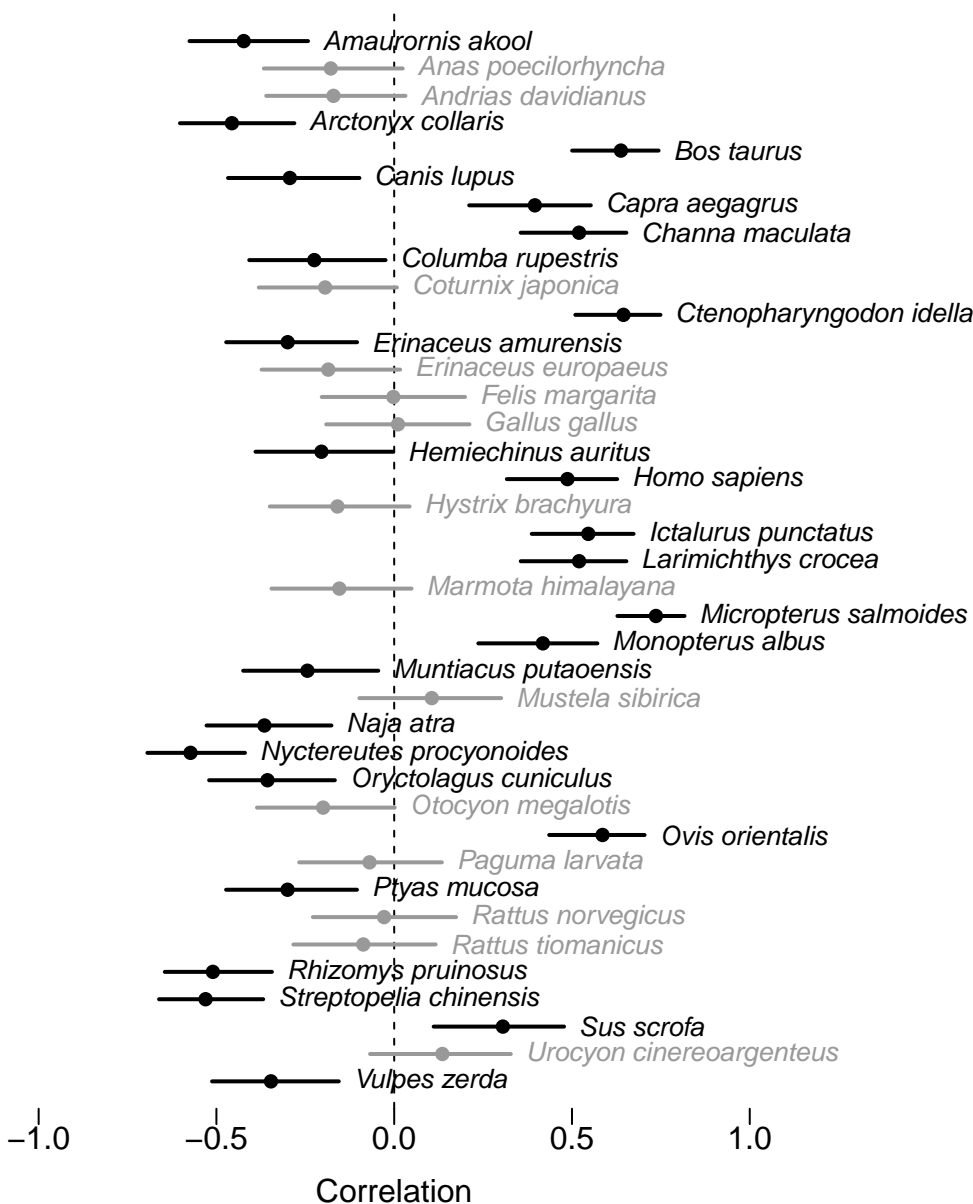 Amaurornis akool
Anas poecilorhyncha
Andrias davidianus
Arctonyx collaris
Bos taurus
Canis lupus
Capra aegagrus
Channa maculata
Columba rupestris
Coturnix japonica
Ctenopharyngodon idella
Erinaceus amurensis
Erinaceus europaeus
Felis margarita
Gallus gallus
Hemiechinus auritus
Homo sapiens
Hystrix brachyura
Ictalurus punctatus
Larimichthys crocea
Marmota himalayana
Micropterus salmoides
Monopterus albus
Muntiacus putaoensis
Mustela sibirica
Naja atra
Nyctereutes procyonoides
Oryctolagus cuniculus
Otocyon megalotis
Ovis orientalis
Paguma larvata
Ptyas mucosa
Rattus norvegicus
Rattus tiomanicus
Rhizomys pruinosus
Streptopelia chinensis
Sus scrofa
Urocyon cinereoargenteus
Vulpes zerda
−1.0 −0.5 0.0 0.5 1.0
Correlation